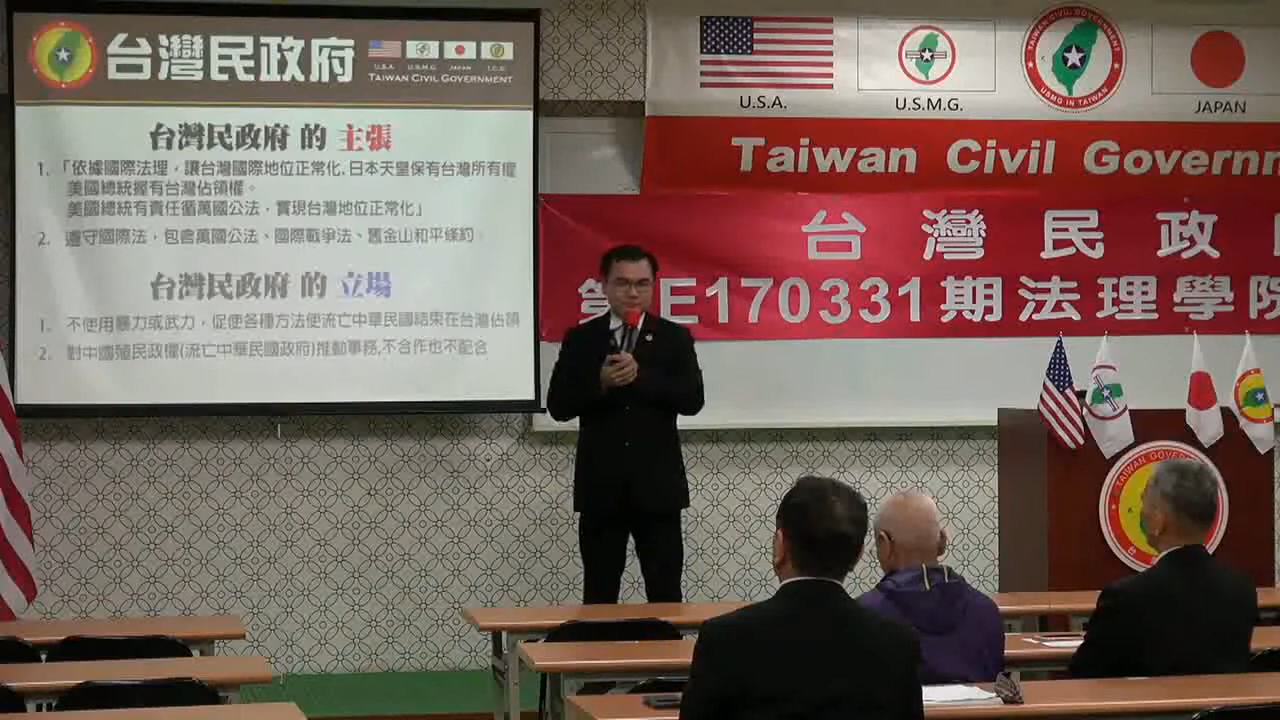 台灣民政府
U.S.A. U.S.M.G. JAPAN T.C.G.
TAIWAN CIVIL GOVERNMENT
台灣民政府 的 主張
1. 「依據國際法理，讓台灣國際地位正常化，日本天皇保有台灣所有權
美國總統握有台灣佔領權。
美國總統有責任循萬國公法，實現台灣地位正常化」
2. 遵守國際法，包含萬國公法、國際戰爭法、舊金山和平條約。
台灣民政府 的 立場
1. 不使用暴力或武力，促使各種方法使流亡中華民國結束在台灣佔領
2. 對中國殖民政權(流亡中華民國政府)推動事務,不合作也不配合
U.S.A.
U.S.M.G.
TAIWAN CIVIL GOVERNMENT
USMG IN TAIWAN
JAPAN
Taiwan Civil Governm
台灣民政
E170331期法理學院
TAIWAN GOVER